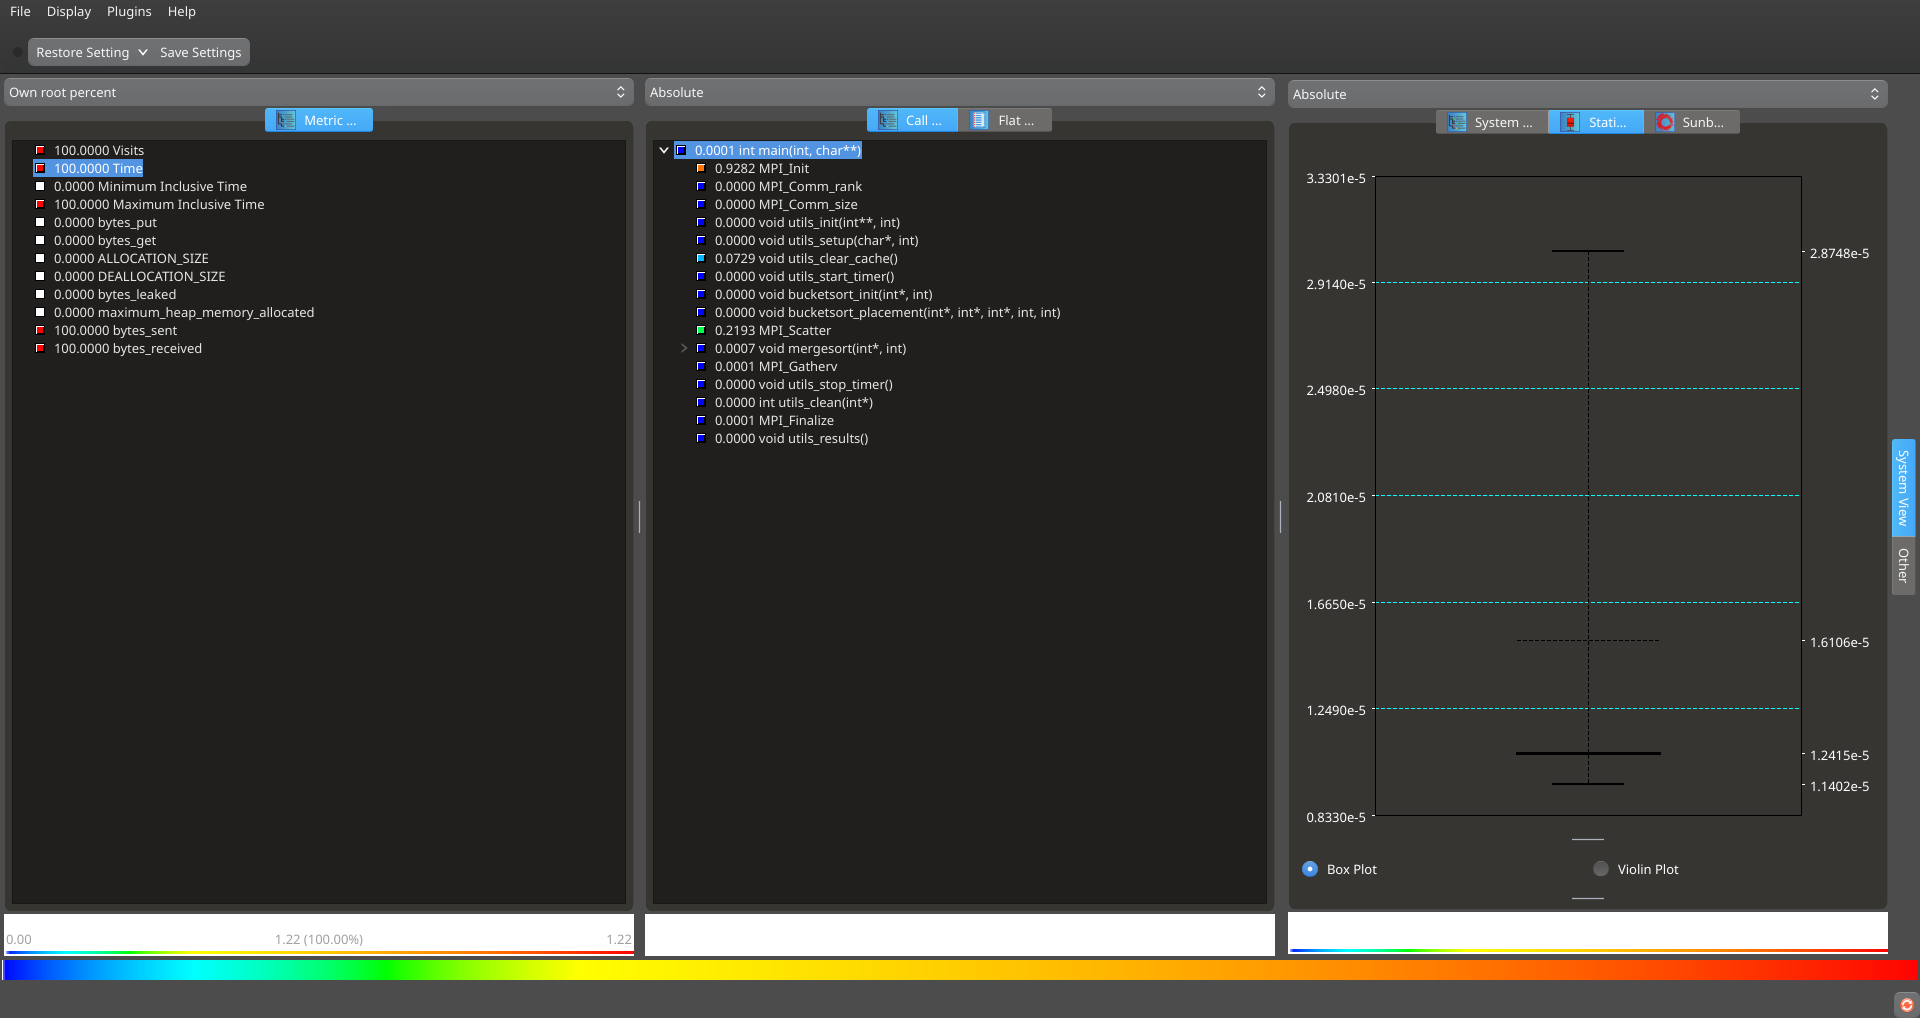 File Display Plugins Help
Restore Setting Save Settings
Own root percent
Metric ...
100.0000 Visits
100.0000 Time
0.0000 Minimum Inclusive Time
100.0000 Maximum Inclusive Time
0.0000 bytes_put
0.0000 bytes_get
0.0000 ALLOCATION_SIZE
0.0000 DEALLOCATION_SIZE
0.0000 bytes_leaked
0.0000 maximum_heap_memory_allocated
100.0000 bytes_sent
100.0000 bytes_received
0.00 1.22 (100.00%) 1.22
Absolute
Call ... Flat ...
0.0001 int main(int, char**)
0.9282 MPI_Init
0.0000 MPI_Comm_rank
0.0000 MPI_Comm_size
0.0000 void utils_init(int**, int)
0.0000 void utils_setup(char*, int)
0.0729 void utils_clear_cache()
0.0000 void utils_start_timer()
0.0000 void bucketsort_init(int*, int)
0.0000 void bucketsort_placement(int*, int*, int*, int, int)
0.2193 MPI_Scatter
0.0007 void mergesort(int*, int)
0.0001 MPI_Gatherv
0.0000 void utils_stop_timer()
0.0000 int utils_clean(int*)
0.0001 MPI_Finalize
0.0000 void utils_results()
Absolute
System ... Stati... Sunb...
3.3301e-5
2.8748e-5
2.9140e-5
2.4980e-5
2.0810e-5
1.6650e-5
1.6106e-5
1.2490e-5
1.2415e-5
1.1402e-5
0.8330e-5
Box Plot Violin Plot
System View
Other